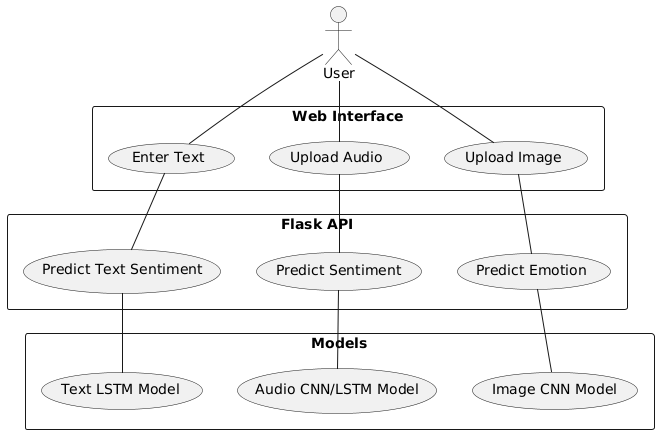 User
Web Interface
Enter Text
Upload Audio
Upload Image
Flask API
Predict Text Sentiment
Predict Sentiment
Predict Emotion
Models
Text LSTM Model
Audio CNN/LSTM Model
Image CNN Model